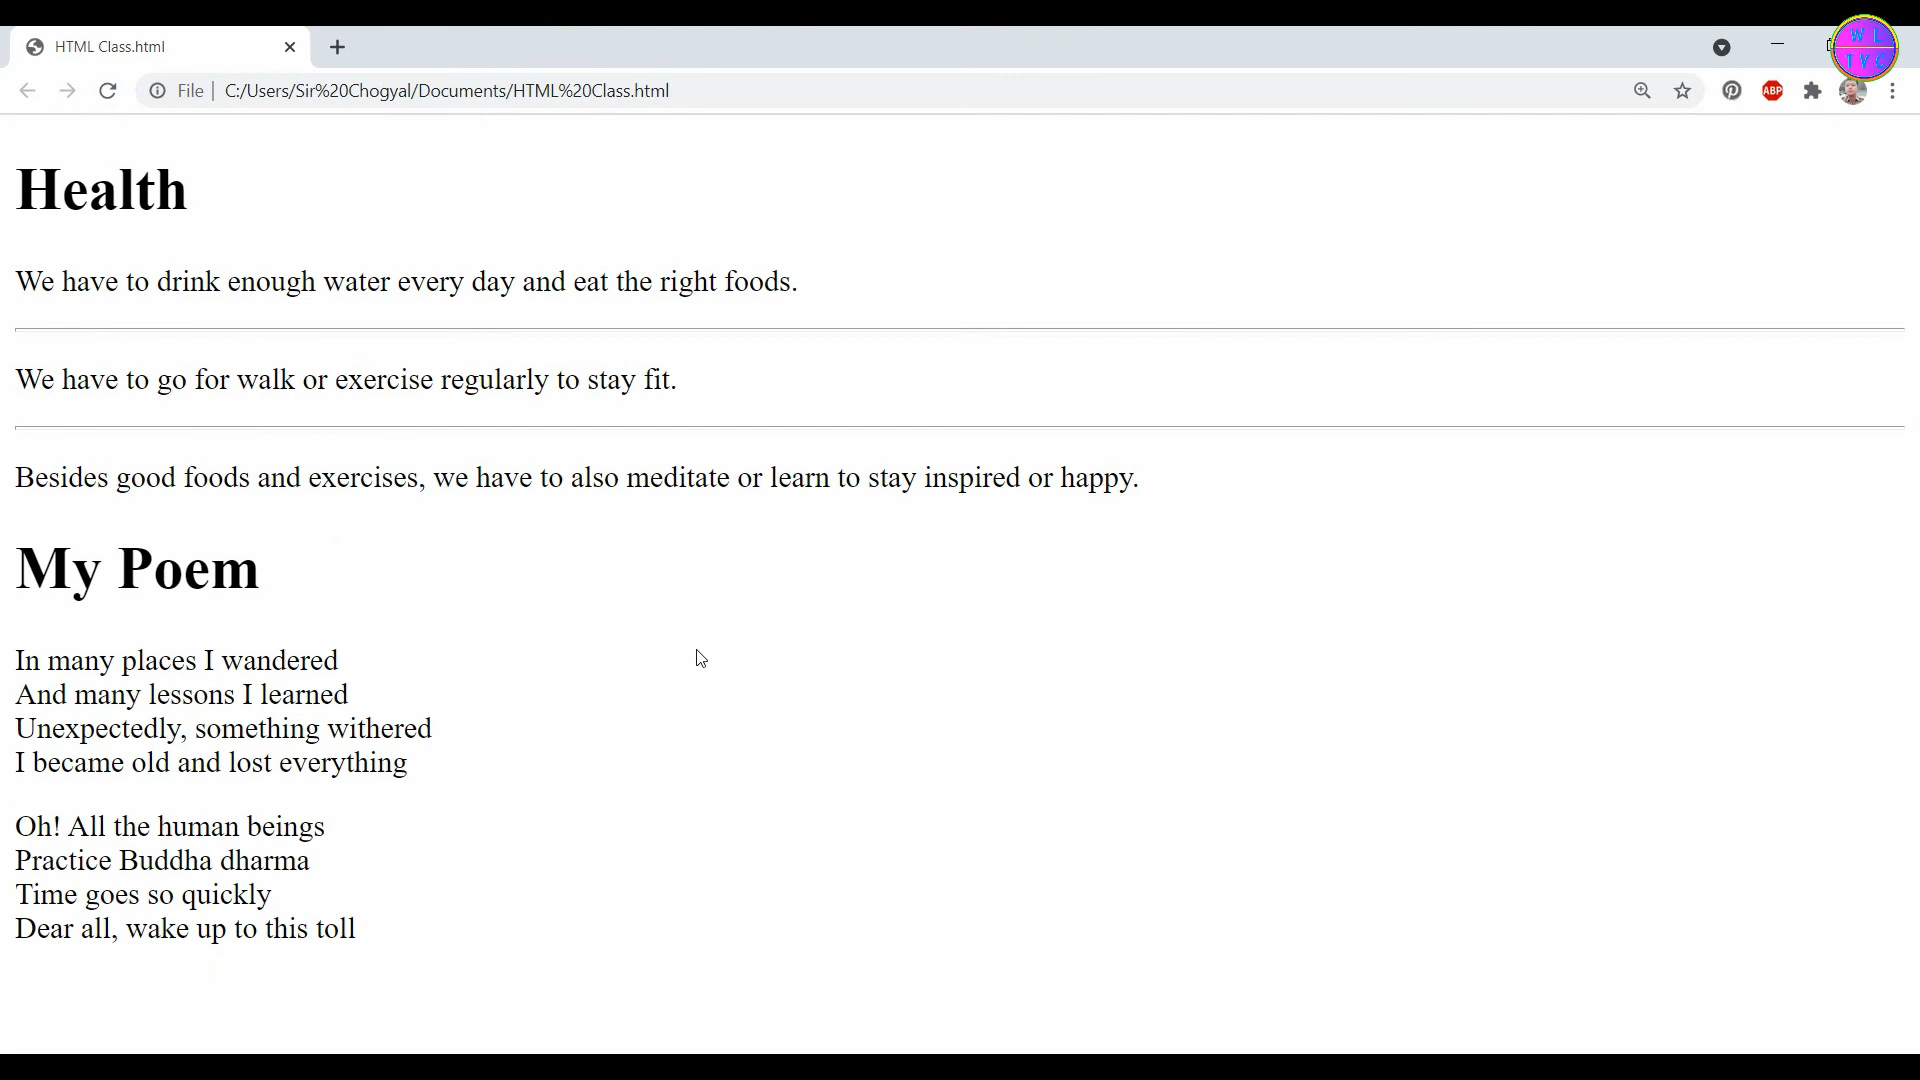 HTML Class.html
File
C:/Users/Sir%20Chogyal/Documents/HTML%20Class.html
ABP
W L
T Y C
Health
We have to drink enough water every day and eat the right foods.
We have to go for walk or exercise regularly to stay fit.
Besides good foods and exercises, we have to also meditate or learn to stay inspired or happy.
My Poem
In many places I wandered
And many lessons I learned
Unexpectedly, something withered
I became old and lost everything
Oh! All the human beings
Practice Buddha dharma
Time goes so quickly
Dear all, wake up to this toll